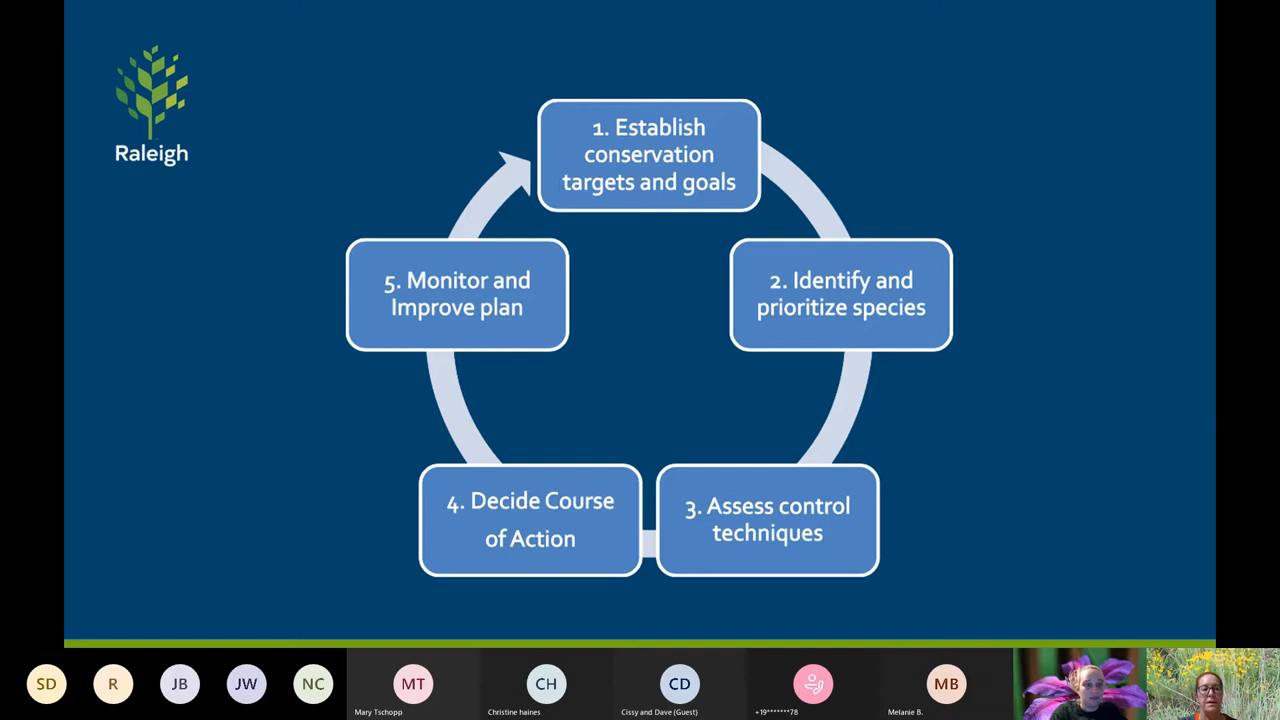 Raleigh
1. Establish
conservation
targets and goals
2. Identify and
prioritize species
3. Assess control
techniques
4. Decide Course
of Action
5. Monitor and
Improve plan
SD
R
JB
JW
NC
MT
Mary Tschopp
CH
Christine haines
CD
Cissy and Dave (Guest)
+19*******78
MB
Melanie B.